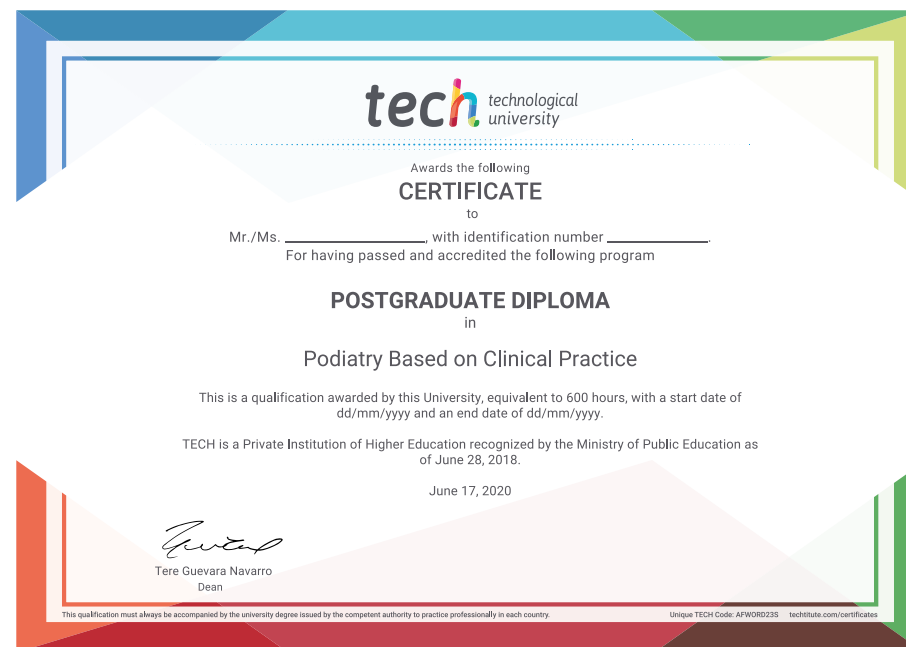 tech technological
university
Awards the following
CERTIFICATE
to
Mr./Ms. ____________________, with identification number ______________.
For having passed and accredited the following program
POSTGRADUATE DIPLOMA
in
Podiatry Based on Clinical Practice
This is a qualification awarded by this University, equivalent to 600 hours, with a start date of
dd/mm/yyyy and an end date of dd/mm/yyyy.
TECH is a Private Institution of Higher Education recognized by the Ministry of Public Education as
of June 28, 2018.
June 17, 2020
Tere Guevara Navarro
Dean
This qualification must always be accompanied by the university degree issued by the competent authority to practice professionally in each country.
Unique TECH Code: AFWORD23S techtitute.com/certificates